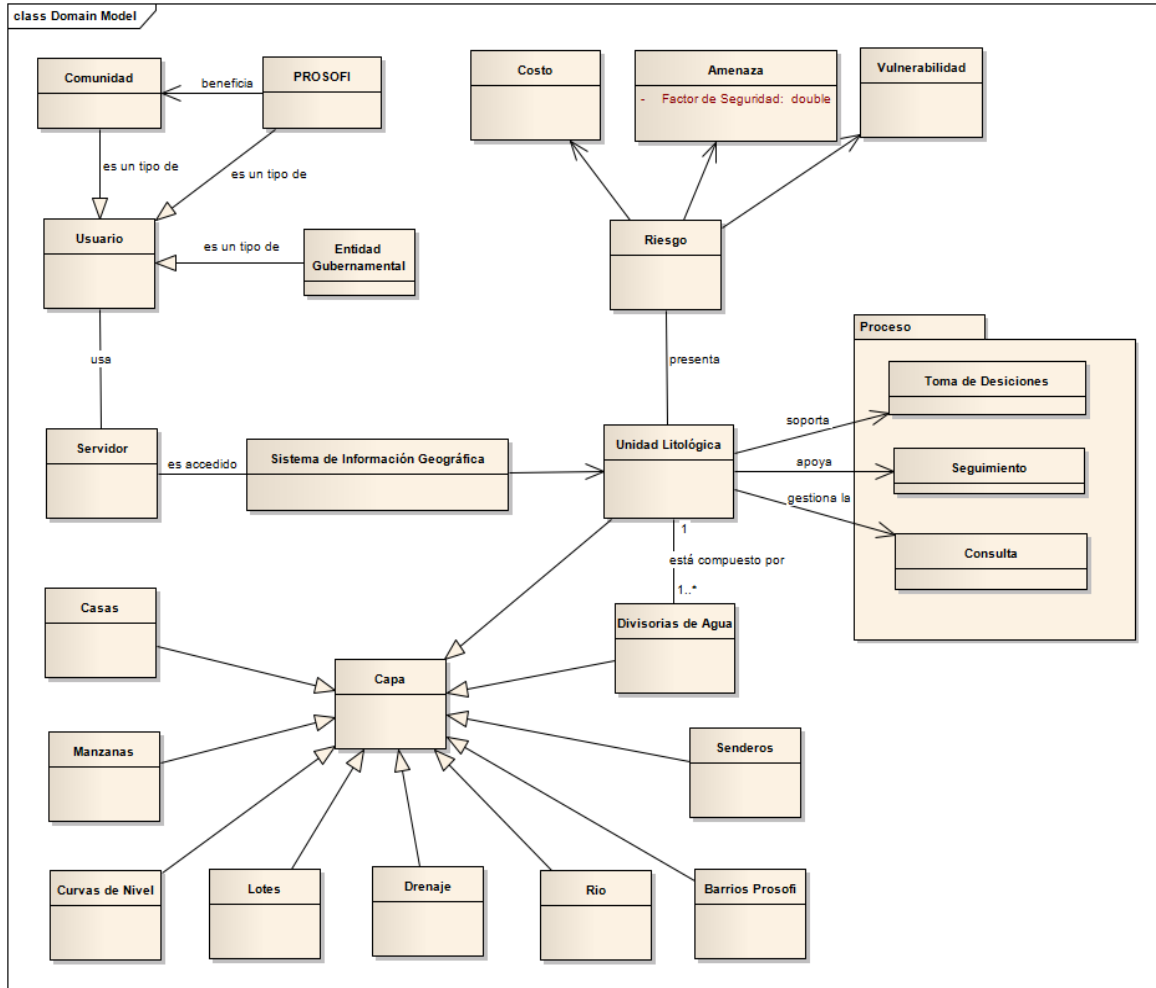 class Domain Model
Comunidad
beneficia
PROSOFI
Costo
Amenaza
- Factor de Seguridad: double
Vulnerabilidad
es un tipo de
es un tipo de
Usuario
es un tipo de
Entidad
Gubernamental
Riesgo
usa
presenta
Proceso
Toma de Desiciones
soporta
Servidor
es accedido
Sistema de Información Geográfica
Unidad Litológica
apoya
Seguimiento
gestiona la
Consulta
1
está compuesto por
1..*
Casas
Divisorias de Agua
Capa
Manzanas
Senderos
Curvas de Nivel
Lotes
Drenaje
Rio
Barrios Prosofi